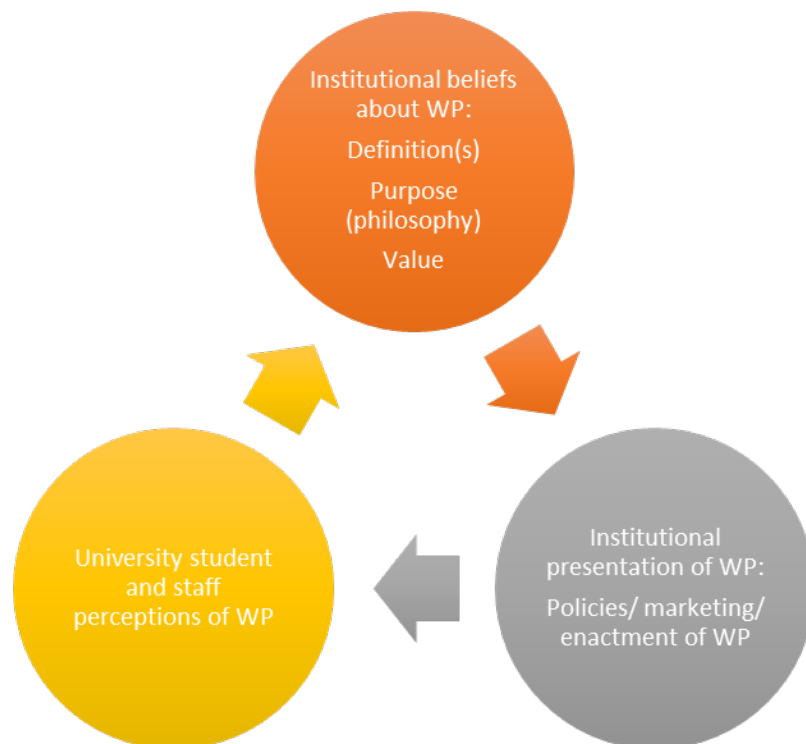 Institutional beliefs
about WP:
Definition(s)
Purpose
(philosophy)
Value
Institutional
presentation of WP:
Policies/ marketing/
enactment of WP
University student
and staff
perceptions of WP